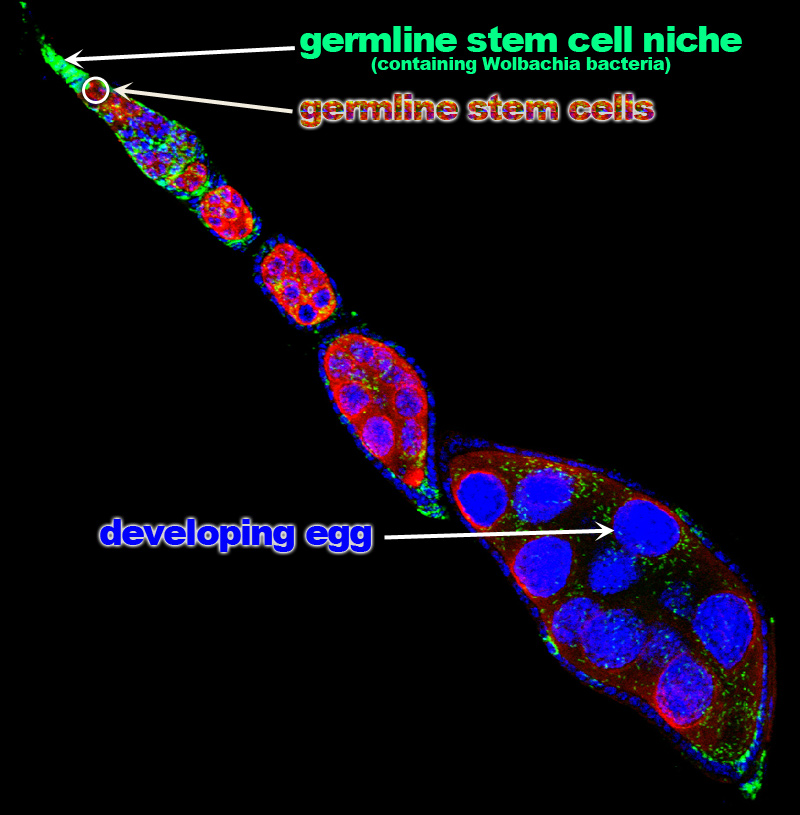 germline stem cell niche
(containing Wolbachia bacteria)
germline stem cells
developing egg